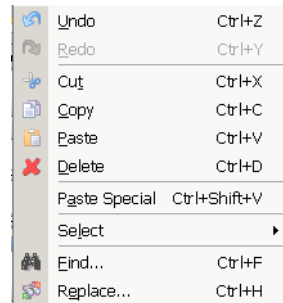 Undo Ctrl+Z
Redo Ctrl+Y
Cut Ctrl+X
Copy Ctrl+C
Paste Ctrl+V
Delete Ctrl+D
Paste Special Ctrl+Shift+V
Select
Find... Ctrl+F
Replace... Ctrl+H